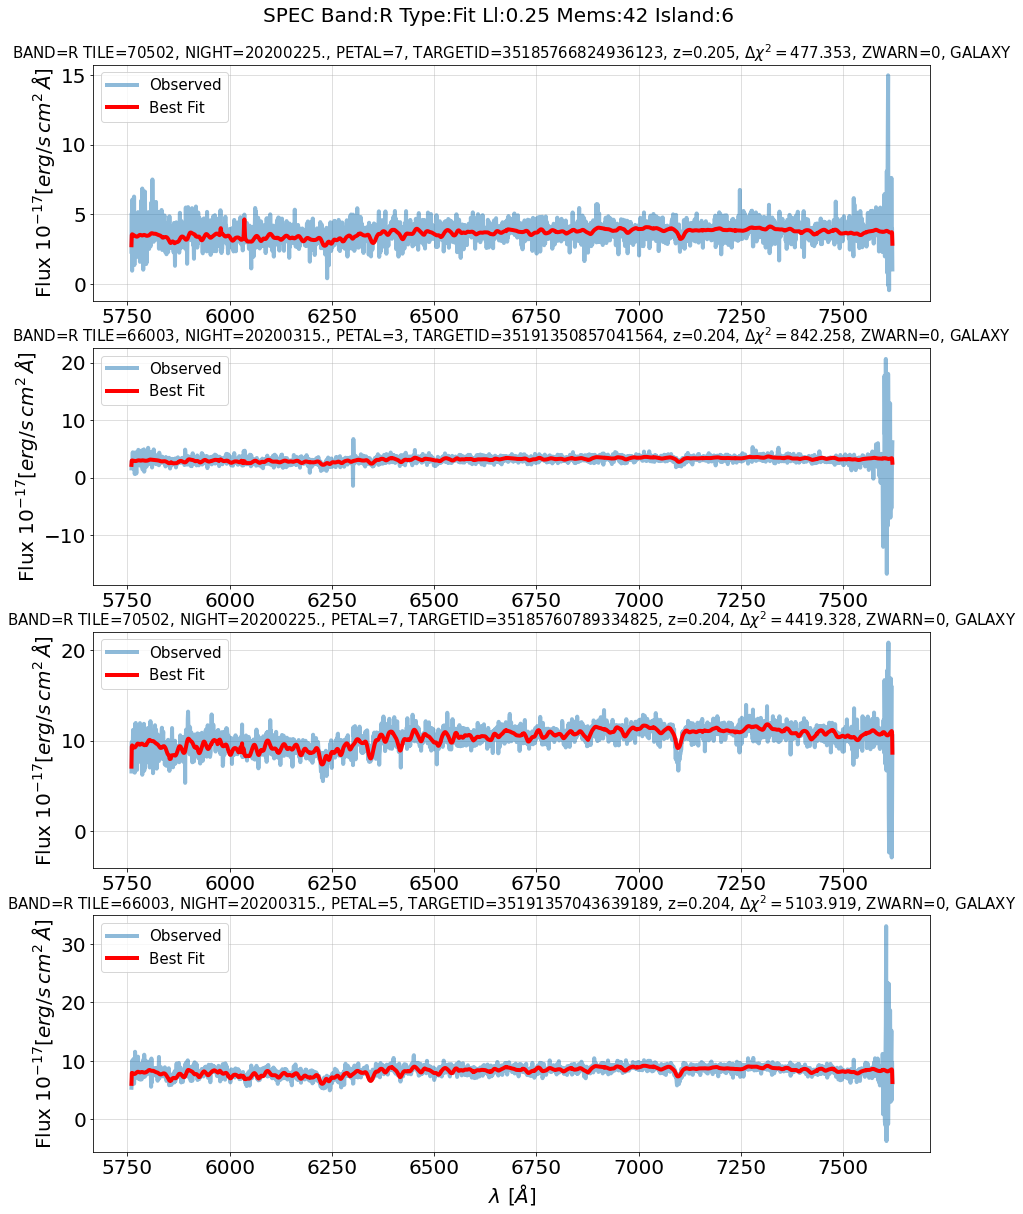 SPEC Band:R Type:Fit Ll:0.25 Mems:42 Island:6
BAND=R TILE=70502, NIGHT=20200225., PETAL=7, TARGETID=35185766824936123, z=0.205, Δχ² = 477.353, ZWARN=0, GALAXY
Flux 10⁻¹⁷[erg/s cm² Å]
15
10
5
0
Observed
Best Fit
5750 6000 6250 6500 6750 7000 7250 7500
BAND=R TILE=66003, NIGHT=20200315., PETAL=3, TARGETID=35191350857041564, z=0.204, Δχ² = 842.258, ZWARN=0, GALAXY
Flux 10⁻¹⁷[erg/s cm² Å]
20
10
0
−10
Observed
Best Fit
5750 6000 6250 6500 6750 7000 7250 7500
BAND=R TILE=70502, NIGHT=20200225., PETAL=7, TARGETID=35185760789334825, z=0.204, Δχ² = 4419.328, ZWARN=0, GALAXY
Flux 10⁻¹⁷[erg/s cm² Å]
20
10
0
Observed
Best Fit
5750 6000 6250 6500 6750 7000 7250 7500
BAND=R TILE=66003, NIGHT=20200315., PETAL=5, TARGETID=35191357043639189, z=0.204, Δχ² = 5103.919, ZWARN=0, GALAXY
Flux 10⁻¹⁷[erg/s cm² Å]
30
20
10
0
Observed
Best Fit
5750 6000 6250 6500 6750 7000 7250 7500
λ [Å]